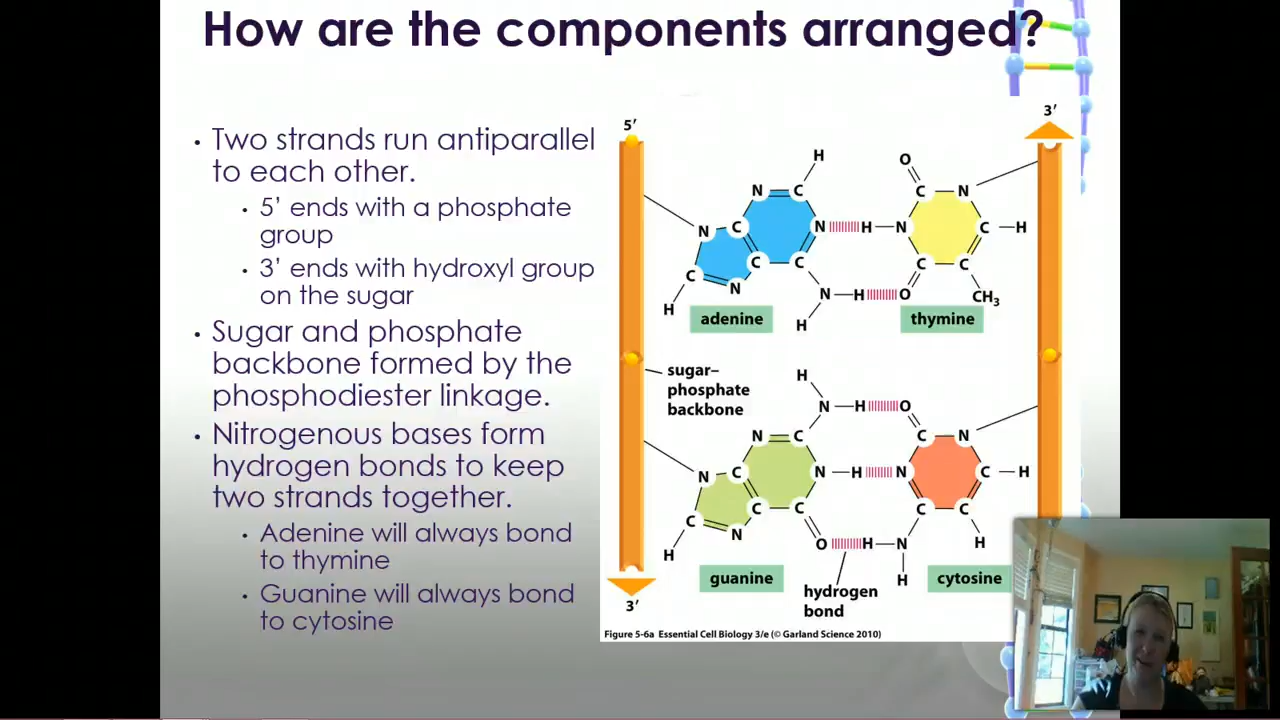 How are the components arranged?
• Two strands run antiparallel
to each other.
• 5’ ends with a phosphate
group
• 3’ ends with hydroxyl group
on the sugar
• Sugar and phosphate
backbone formed by the
phosphodiester linkage.
• Nitrogenous bases form
hydrogen bonds to keep
two strands together.
• Adenine will always bond
to thymine
• Guanine will always bond
to cytosine
5′
3′
H
O
N C
C N
N C N H N C H
C C
C C
C N
N H O
CH₃
H
H
adenine
thymine
sugar–
phosphate
backbone
H
N H O
N C
C N
N C N H N C H
C C
C C
C N
O H N
H
H
H
guanine
cytosine
hydrogen
bond
3′
Figure 5-6a Essential Cell Biology 3/e (© Garland Science 2010)